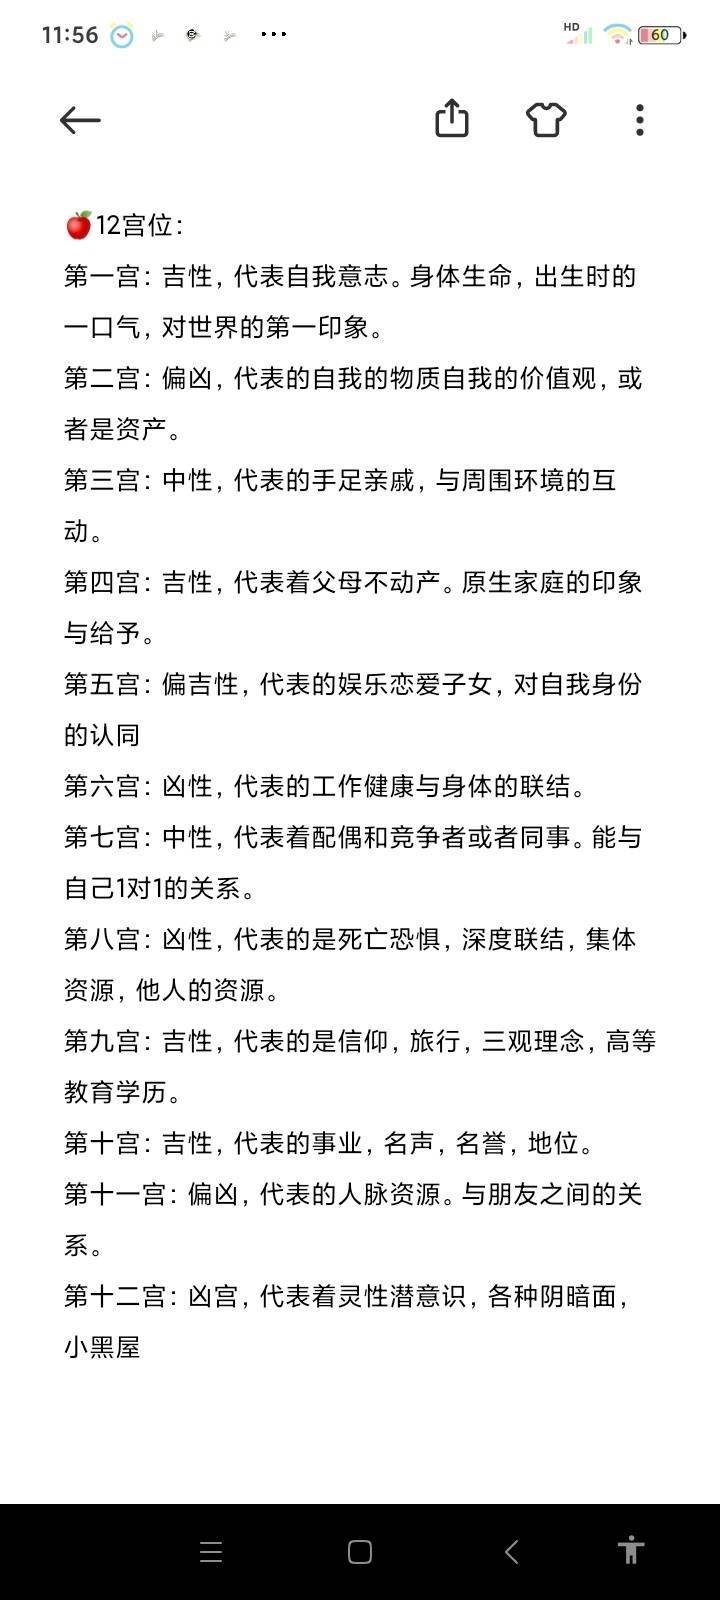 11:56
HD
60
🍎12宫位：
第一宫：吉性，代表自我意志。身体生命，出生时的
一口气，对世界的第一印象。
第二宫：偏凶，代表的自我的物质自我的价值观，或
者是资产。
第三宫：中性，代表的手足亲戚，与周围环境的互
动。
第四宫：吉性，代表着父母不动产。原生家庭的印象
与给予。
第五宫：偏吉性，代表的娱乐恋爱子女，对自我身份
的认同
第六宫：凶性，代表的工作健康与身体的联结。
第七宫：中性，代表着配偶和竞争者或者同事。能与
自己1对1的关系。
第八宫：凶性，代表的是死亡恐惧，深度联结，集体
资源，他人的资源。
第九宫：吉性，代表的是信仰，旅行，三观理念，高等
教育学历。
第十宫：吉性，代表的事业，名声，名誉，地位。
第十一宫：偏凶，代表的人脉资源。与朋友之间的关
系。
第十二宫：凶宫，代表着灵性潜意识，各种阴暗面，
小黑屋